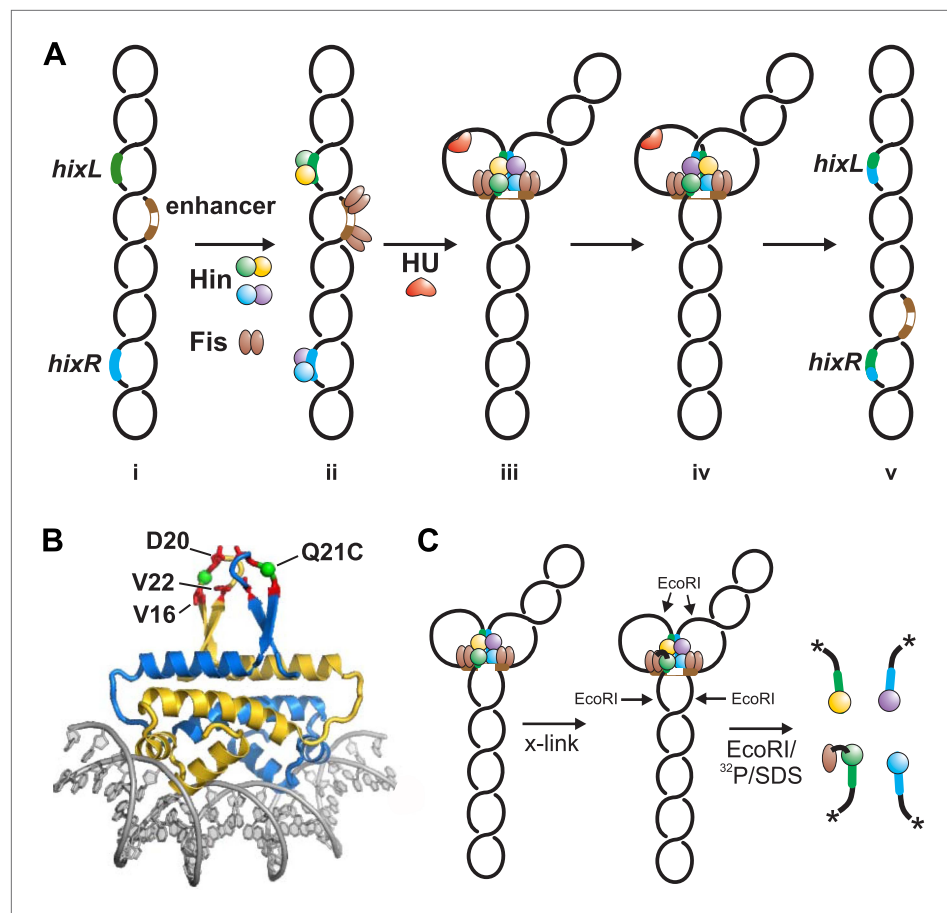 A
hixL
enhancer
Hin
Fis
hixR
HU
hixL
hixR
i
ii
iii
iv
v
B
D20
Q21C
V22
V16
C
EcoRI
EcoRI
EcoRI
x-link
EcoRI/
³²P/SDS
*
*
*
*